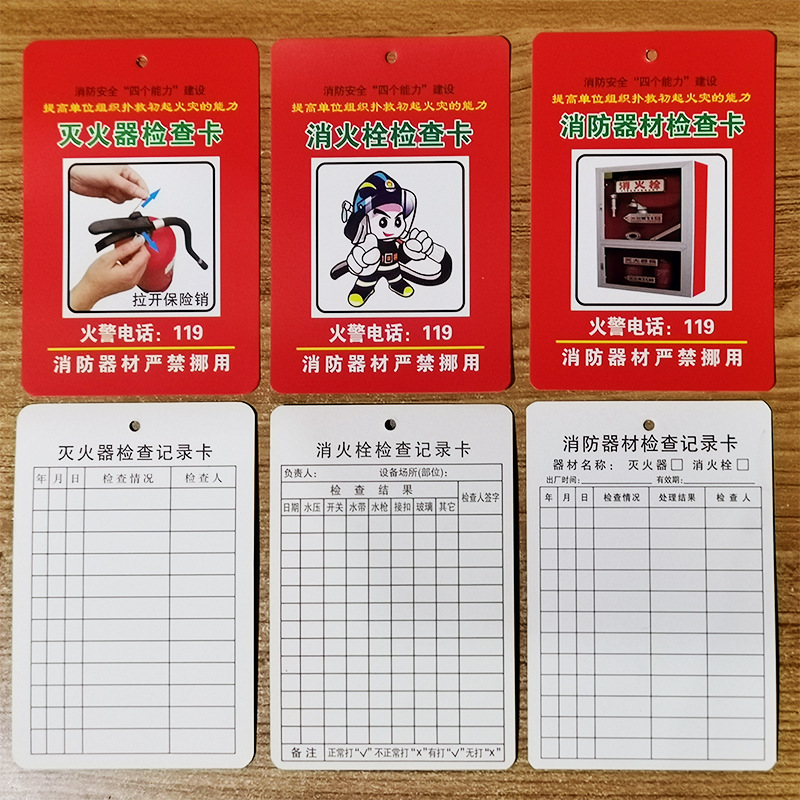 消防安全“四个能力”建设
提高单位组织扑救初起火灾的能力
灭火器检查卡
拉开保险销
火警电话：119
消防器材严禁挪用
消防安全“四个能力”建设
提高单位组织扑救初起火灾的能力
消火栓检查卡
火警电话：119
消防器材严禁挪用
消防安全“四个能力”建设
提高单位组织扑救初起火灾的能力
消防器材检查卡
消火栓
灭火器箱
火警电话：119
消防器材严禁挪用
灭火器检查记录卡
年 月 日 检查情况 检查人
消火栓检查记录卡
负责人： 设备场所(部位)：
检查结果 检查人签字
日期 水压 开关 水带 水枪 接扣 玻璃 其它
备注 正常打“√”不正常打“x”有打“√”无打“x”
消防器材检查记录卡
器材名称： 灭火器□ 消火栓□
出厂时间： 有效期：
年 月 日 检查情况 处理结果 检查人